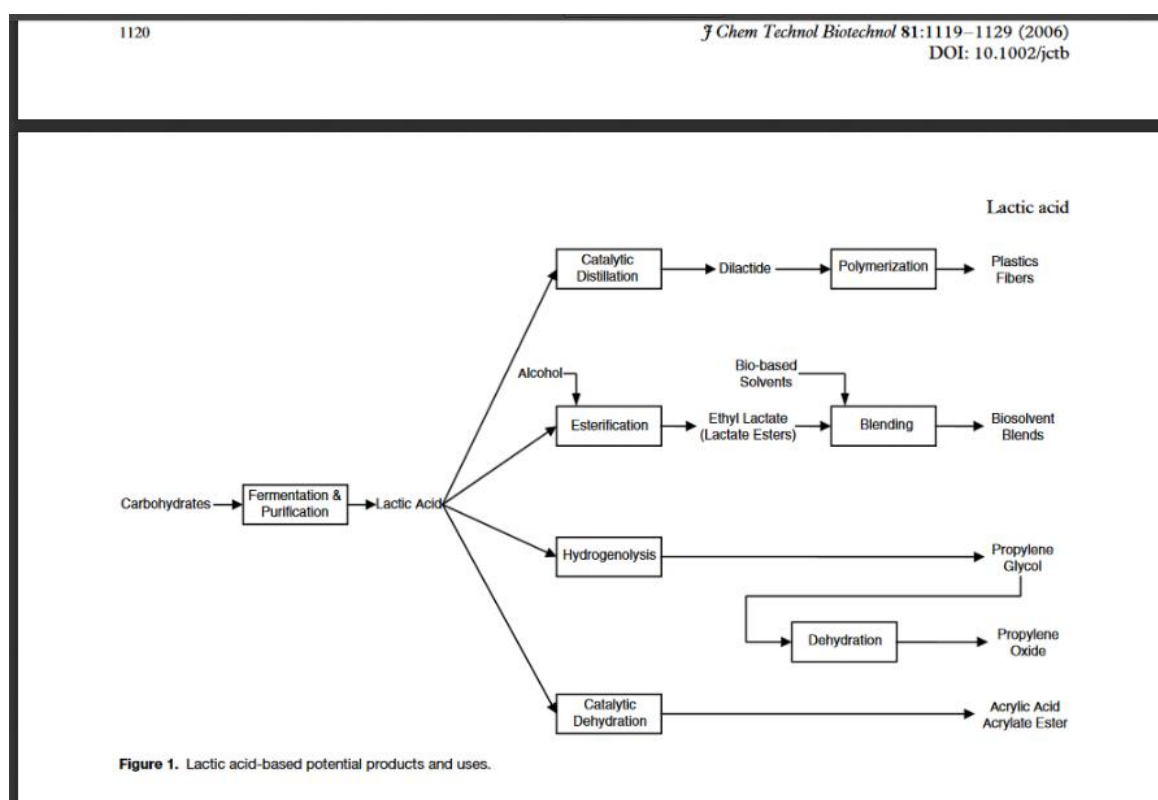 1120
J Chem Technol Biotechnol 81:1119–1129 (2006)
DOI: 10.1002/jctb
Lactic acid
Catalytic
Distillation
Dilactide
Polymerization
Plastics
Fibers
Alcohol
Esterification
Ethyl Lactate
(Lactate Esters)
Bio-based
Solvents
Blending
Biosolvent
Blends
Carbohydrates
Fermentation &
Purification
Lactic Acid
Hydrogenolysis
Propylene
Glycol
Dehydration
Propylene
Oxide
Catalytic
Dehydration
Acrylic Acid
Acrylate Ester
Figure 1. Lactic acid-based potential products and uses.